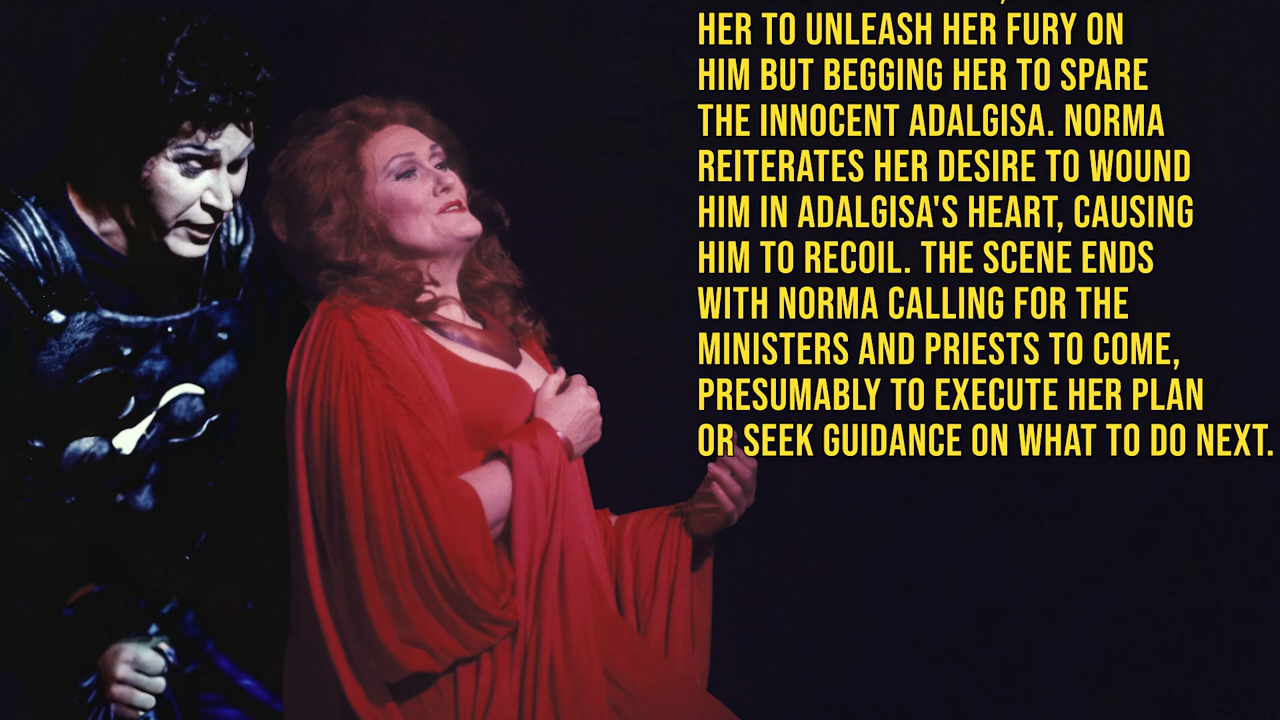 HER TO UNLEASH HER FURY ON
HIM BUT BEGGING HER TO SPARE
THE INNOCENT ADALGISA. NORMA
REITERATES HER DESIRE TO WOUND
HIM IN ADALGISA'S HEART, CAUSING
HIM TO RECOIL. THE SCENE ENDS
WITH NORMA CALLING FOR THE
MINISTERS AND PRIESTS TO COME,
PRESUMABLY TO EXECUTE HER PLAN
OR SEEK GUIDANCE ON WHAT TO DO NEXT.